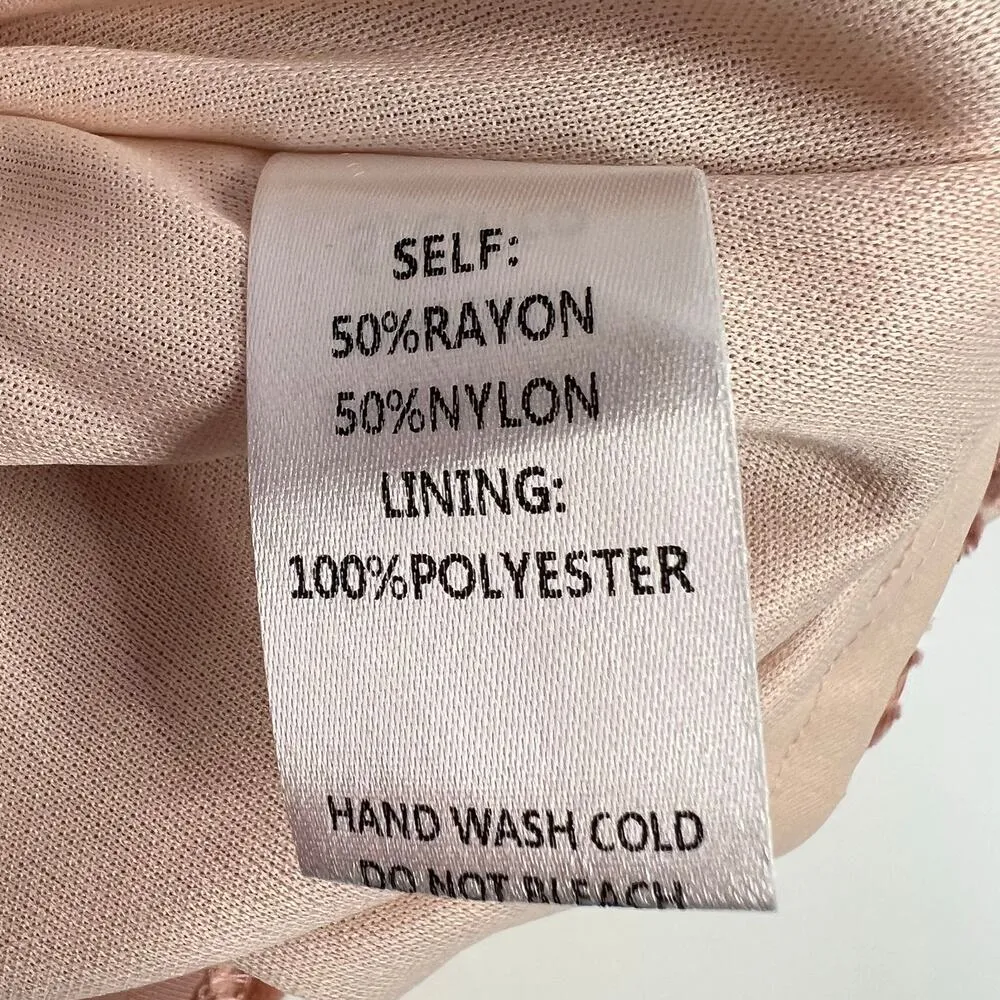 SELF:
50%RAYON
50%NYLON
LINING:
100%POLYESTER
HAND WASH COLD
DO NOT BLEACH